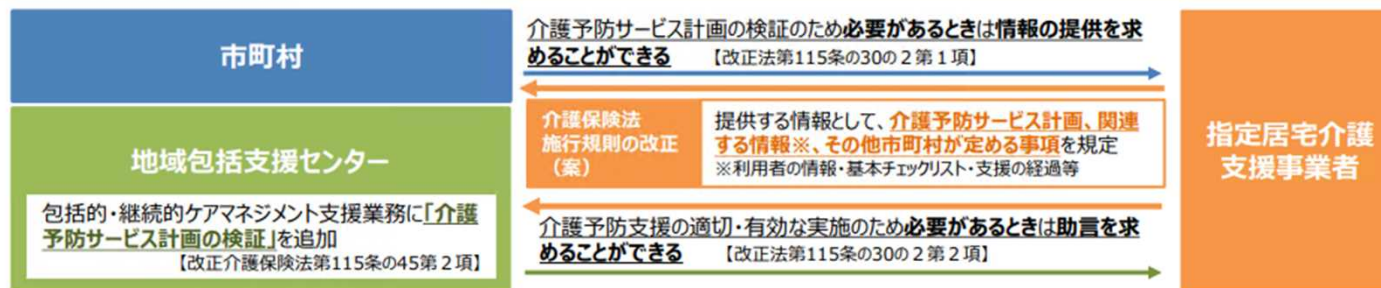 市町村
介護予防サービス計画の検証のため必要があるときは情報の提供を求
めることができる 【改正法第115条の30の2第1項】
介護保険法
施行規則の改正
（案）
提供する情報として、介護予防サービス計画、関連
する情報※、その他市町村が定める事項を規定
※利用者の情報・基本チェックリスト・支援の経過等
指定居宅介護
支援事業者
地域包括支援センター
包括的・継続的ケアマネジメント支援業務に「介護
予防サービス計画の検証」を追加
【改正介護保険法第115条の45第2項】
介護予防支援の適切・有効な実施のため必要があるときは助言を求
めることができる 【改正法第115条の30の2第2項】